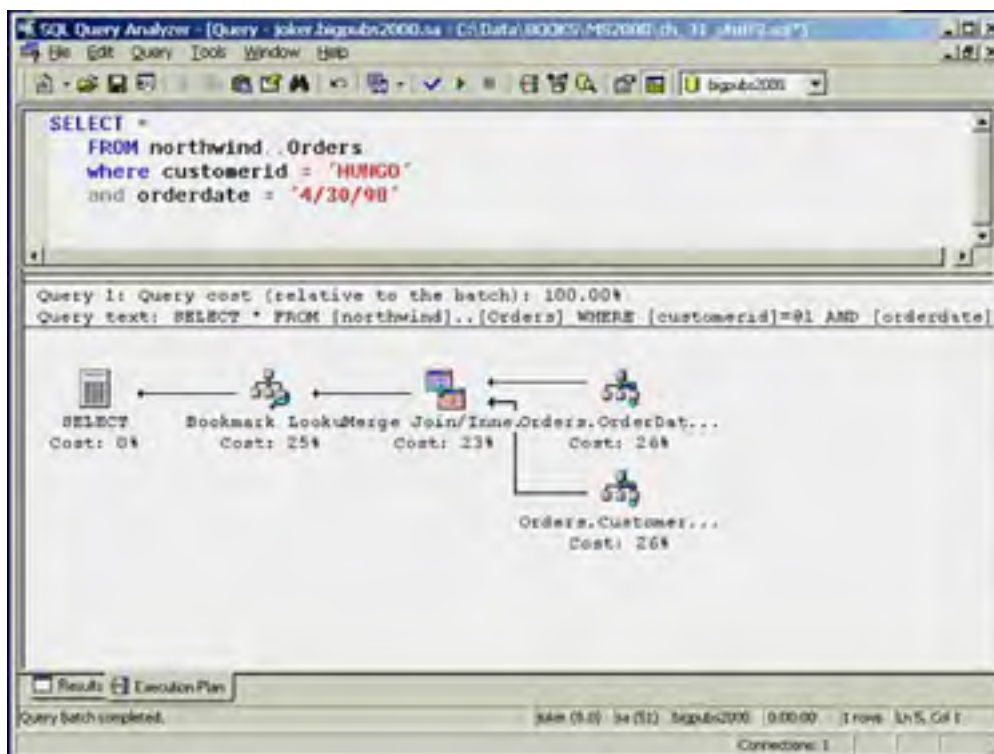 SQL Query Analyzer - [Query - joker.bigpubs2000.sa - C:\Data\BOOKS\MS2000\ch
File Edit Query Tools Window Help
bigpubs2000
SELECT *
FROM northwind..Orders
where customerid = 'HUNGO'
and orderdate = '4/30/98'
Query 1: Query cost (relative to the batch): 100.00%
Query text: SELECT * FROM [northwind]..[Orders] WHERE [customerid]=@1 AND [orderdate]
SELECT
Cost: 0%
Bookmark Looku
Cost: 25%
Merge Join/Inne
Cost: 23%
Orders.OrderDat...
Cost: 26%
Orders.Customer...
Cost: 26%
Results Execution Plan
Query batch completed. joker (8.0) sa (51) bigpubs2000 0:00:00 1 rows Ln 5, Col 1
Connections: 1